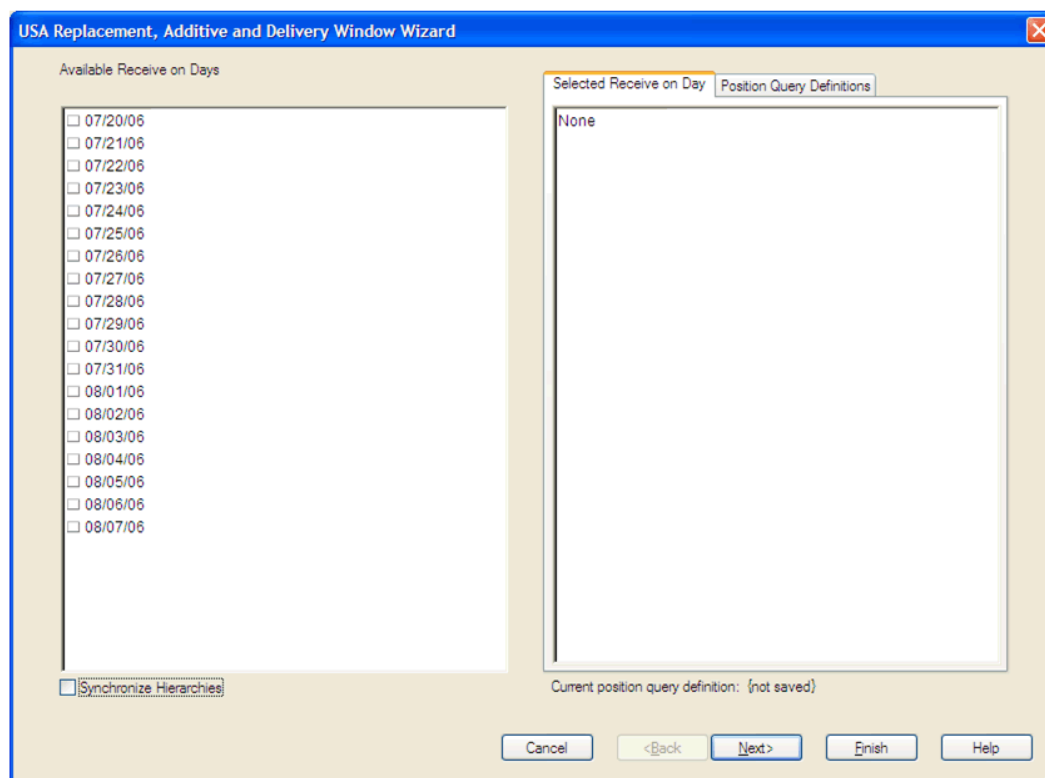 USA Replacement, Additive and Delivery Window Wizard
Available Receive on Days
Selected Receive on Day
Position Query Definitions
07/20/06
07/21/06
07/22/06
07/23/06
07/24/06
07/25/06
07/26/06
07/27/06
07/28/06
07/29/06
07/30/06
07/31/06
08/01/06
08/02/06
08/03/06
08/04/06
08/05/06
08/06/06
08/07/06
None
Synchronize Hierarchies
Current position query definition: {not saved}
Cancel
<Back
Next>
Finish
Help